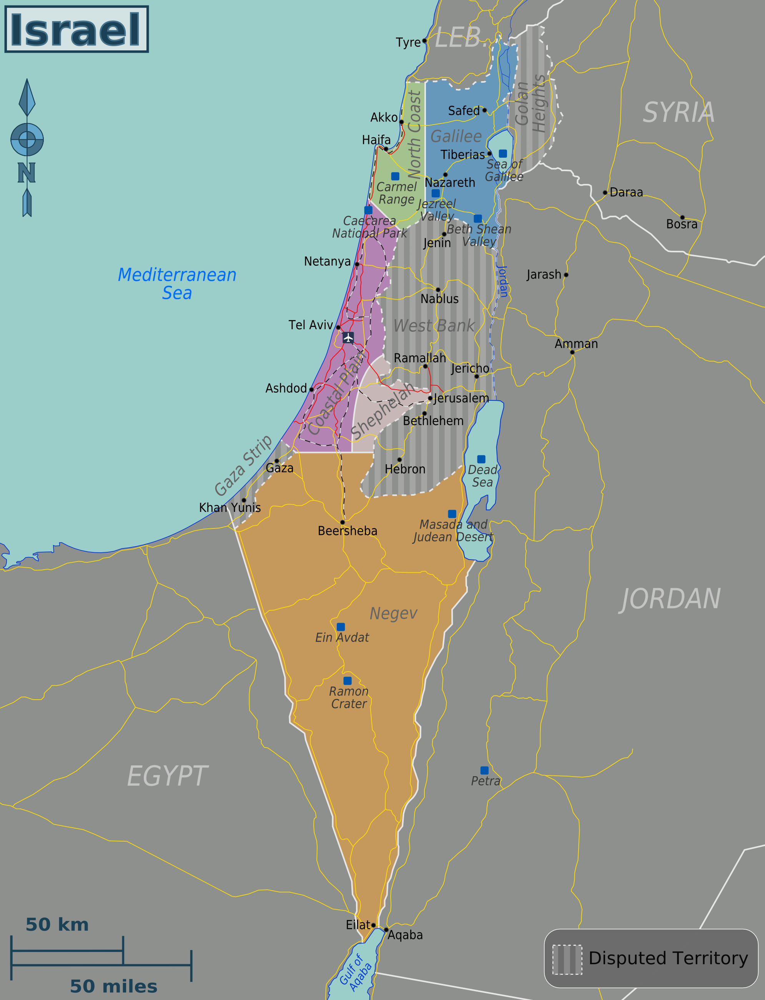 Israel
LEB.
Tyre
Golan
Heights
SYRIA
North Coast
Safed
Akko
Galilee
Haifa
Tiberias
Sea of
Galilee
N
Carmel
Range
Nazareth
Daraa
Jezreel
Valley
Caecarea
National Park
Beth Shean
Valley
Bosra
Jenin
Netanya
Mediterranean
Sea
Jordan
Jarash
Nablus
West Bank
Tel Aviv
Amman
Ramallah
Jericho
Coastal Plain
Ashdod
Shephelah
Jerusalem
Bethlehem
Gaza Strip
Gaza
Hebron
Dead
Sea
Khan Yunis
Masada and
Judean Desert
Beersheba
JORDAN
Negev
Ein Avdat
Ramon
Crater
EGYPT
Petra
Eilat
Aqaba
50 km
50 miles
Gulf of
Aqaba
Disputed Territory